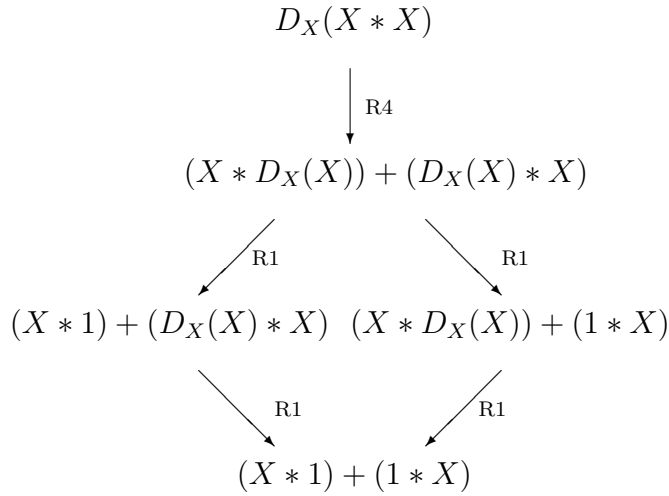 D_X(X * X)
R4
(X * D_X(X)) + (D_X(X) * X)
R1 R1
(X * 1) + (D_X(X) * X) (X * D_X(X)) + (1 * X)
R1 R1
(X * 1) + (1 * X)